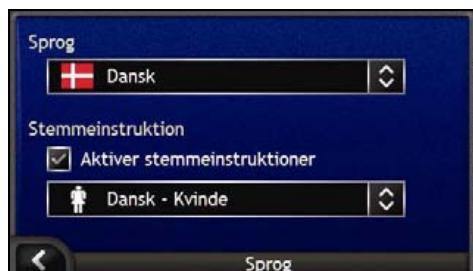 Sprog
Dansk
Stemmeinstruktion
Aktiver stemmeinstruktioner
Dansk - Kvinde
Sprog